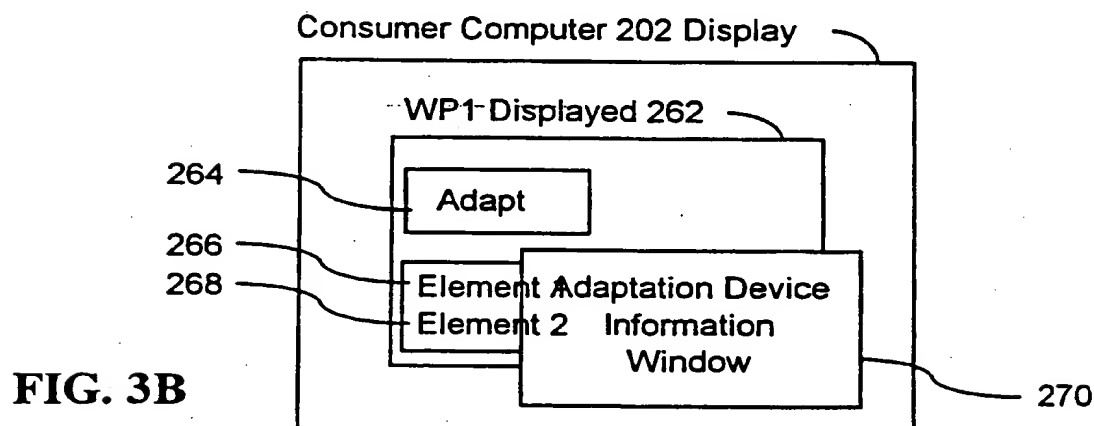 Consumer Computer 202 Display
WP1 Displayed 262
264
Adapt
266
Element 1
268
Element 2
Adaptation Device
Information
Window
270
FIG. 3B